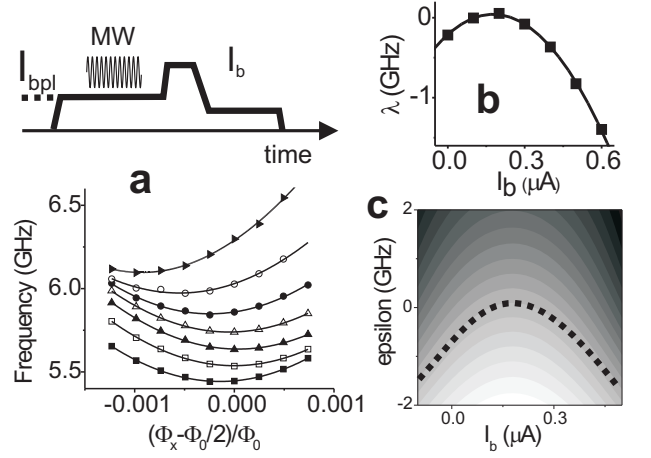 MW
I_bpl
I_b
time
a
6.5
6.0
5.5
Frequency (GHz)
-0.001 0.000 0.001
(Φ_x-Φ_0/2)/Φ_0
0
-1
λ (GHz)
b
0.0 0.3 0.6
I_b (μA)
c
2
0
-2
epsilon (GHz)
0.0 0.3
I_b (μA)